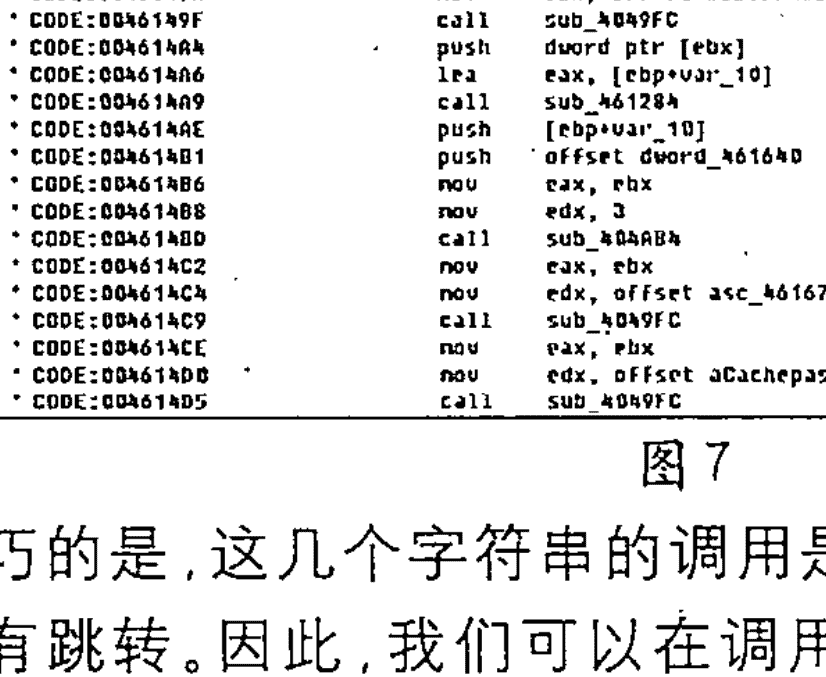 CODE:0046149F call sub_4049FC
CODE:004614A4 push dword ptr [ebx]
CODE:004614A6 lea eax, [ebp+var_10]
CODE:004614A9 call sub_461284
CODE:004614AE push [ebp+var_10]
CODE:004614B1 push offset dword_461640
CODE:004614B6 mov eax, ebx
CODE:004614B8 mov edx, 3
CODE:004614BD call sub_404AB4
CODE:004614C2 mov eax, ebx
CODE:004614C4 mov edx, offset asc_46167
CODE:004614C9 call sub_4049FC
CODE:004614CE mov eax, ebx
CODE:004614D0 mov edx, offset aCachepas
CODE:004614D5 call sub_4049FC
图 7
巧的是,这几个字符串的调用是
有跳转。因此,我们可以在调用